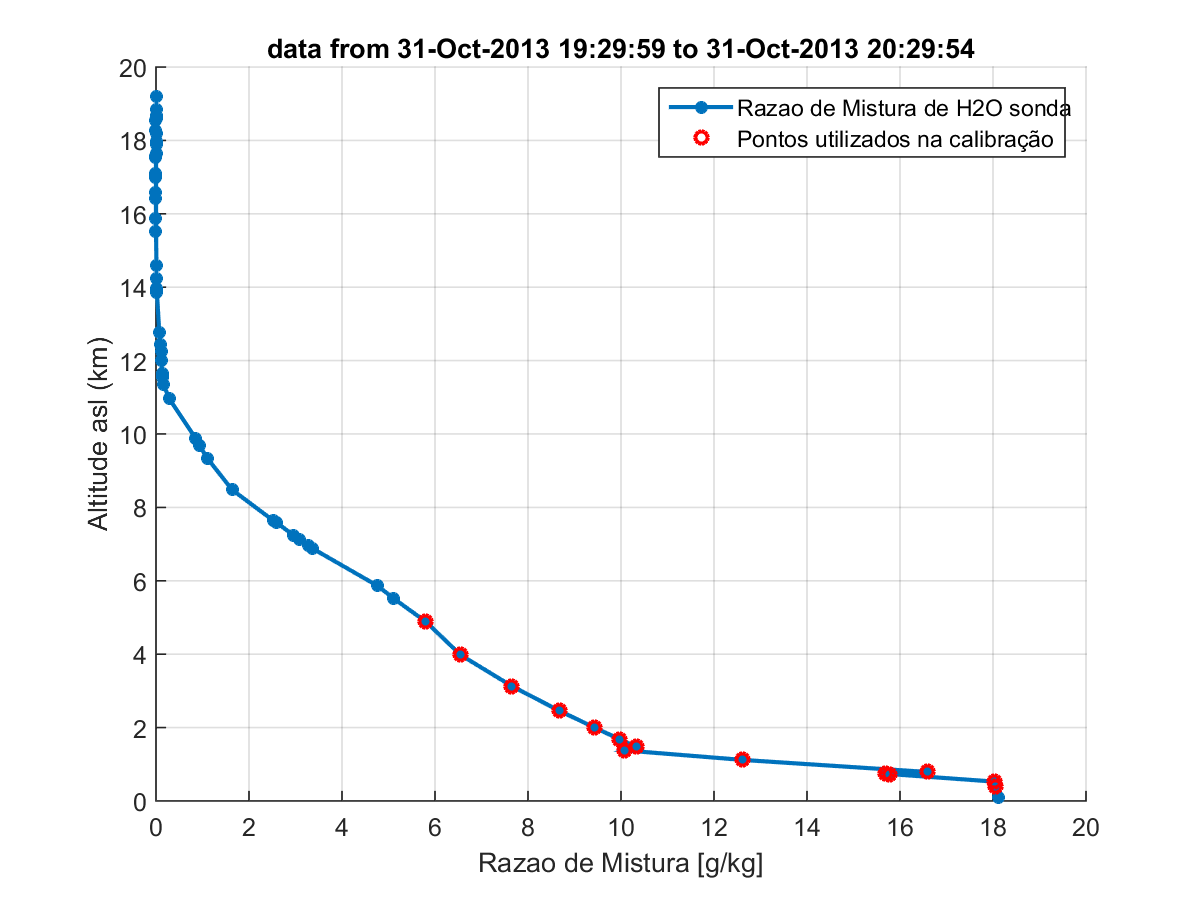 data from 31-Oct-2013 19:29:59 to 31-Oct-2013 20:29:54
Razao de Mistura de H2O sonda
Pontos utilizados na calibração
Altitude asl (km)
20
18
16
14
12
10
8
6
4
2
0
0 2 4 6 8 10 12 14 16 18 20
Razao de Mistura [g/kg]